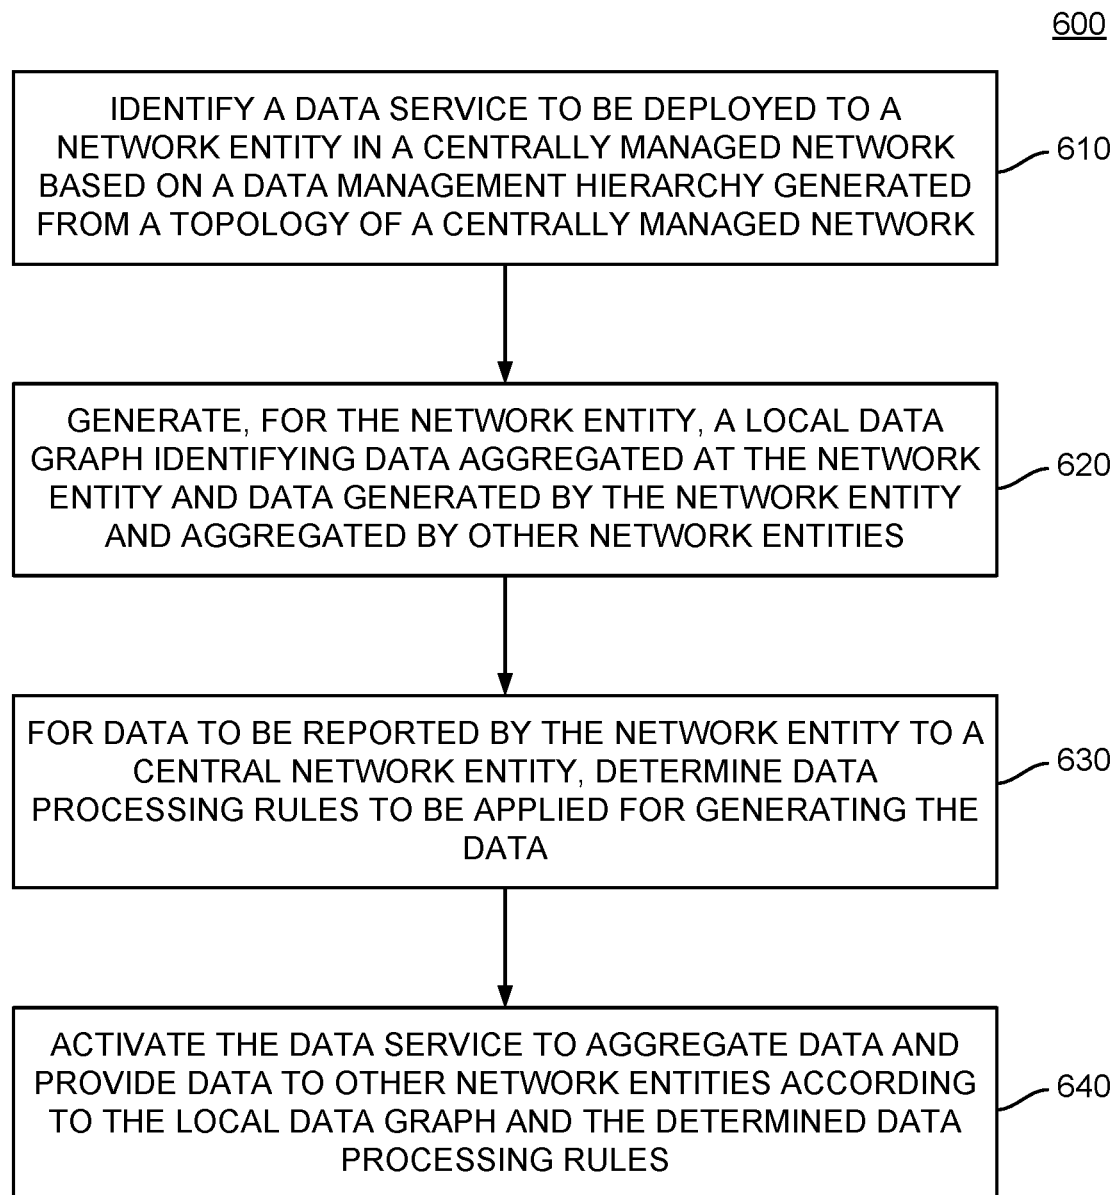 600
IDENTIFY A DATA SERVICE TO BE DEPLOYED TO A
NETWORK ENTITY IN A CENTRALLY MANAGED NETWORK
BASED ON A DATA MANAGEMENT HIERARCHY GENERATED
FROM A TOPOLOGY OF A CENTRALLY MANAGED NETWORK
610
GENERATE, FOR THE NETWORK ENTITY, A LOCAL DATA
GRAPH IDENTIFYING DATA AGGREGATED AT THE NETWORK
ENTITY AND DATA GENERATED BY THE NETWORK ENTITY
AND AGGREGATED BY OTHER NETWORK ENTITIES
620
FOR DATA TO BE REPORTED BY THE NETWORK ENTITY TO A
CENTRAL NETWORK ENTITY, DETERMINE DATA
PROCESSING RULES TO BE APPLIED FOR GENERATING THE
DATA
630
ACTIVATE THE DATA SERVICE TO AGGREGATE DATA AND
PROVIDE DATA TO OTHER NETWORK ENTITIES ACCORDING
TO THE LOCAL DATA GRAPH AND THE DETERMINED DATA
PROCESSING RULES
640